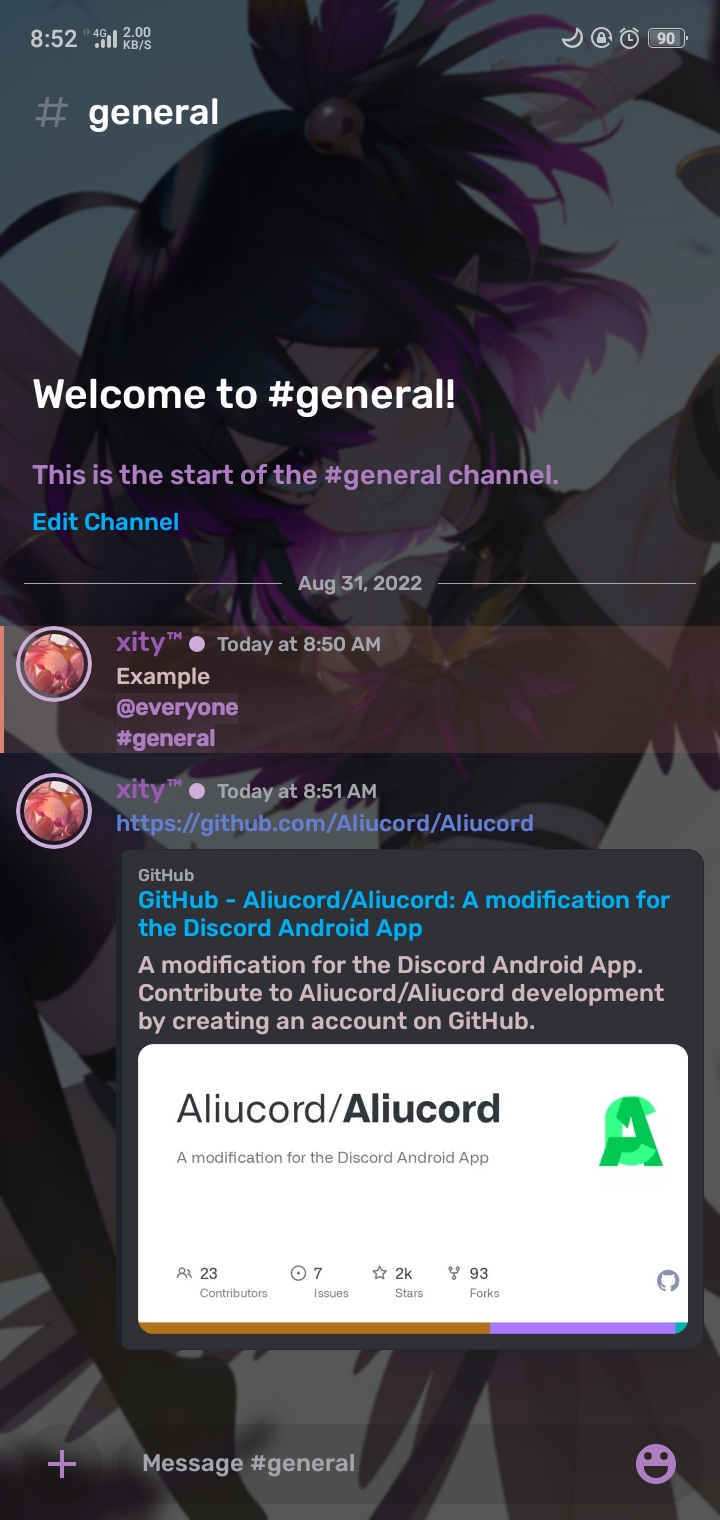 8:52 4G 2.00 KB/S 90
# general
Welcome to #general!
This is the start of the #general channel.
Edit Channel
Aug 31, 2022
xity™ Today at 8:50 AM
Example
@everyone
#general
xity™ Today at 8:51 AM
https://github.com/Aliucord/Aliucord
GitHub
GitHub - Aliucord/Aliucord: A modification for
the Discord Android App
A modification for the Discord Android App.
Contribute to Aliucord/Aliucord development
by creating an account on GitHub.
Aliucord/Aliucord
A modification for the Discord Android App
23 7 2k 93
Contributors Issues Stars Forks
Message #general